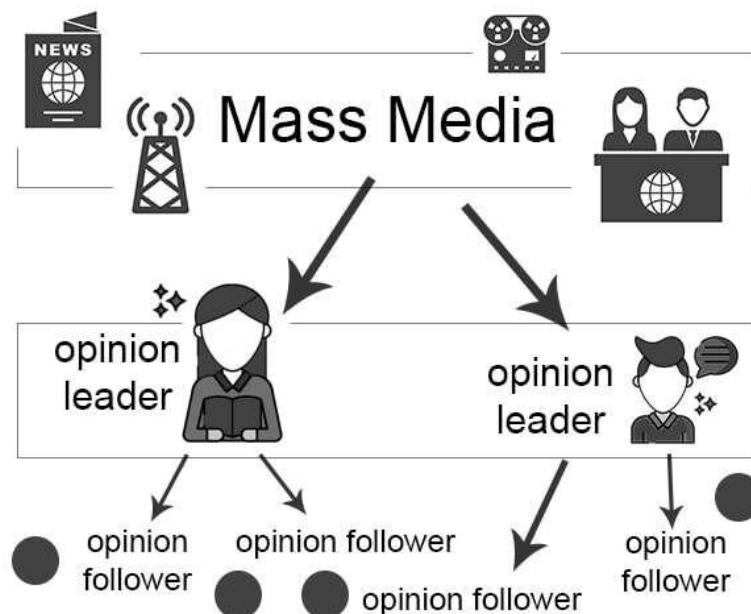 NEWS
Mass Media
opinion
leader
opinion
leader
opinion
follower
opinion follower
opinion follower
opinion
follower